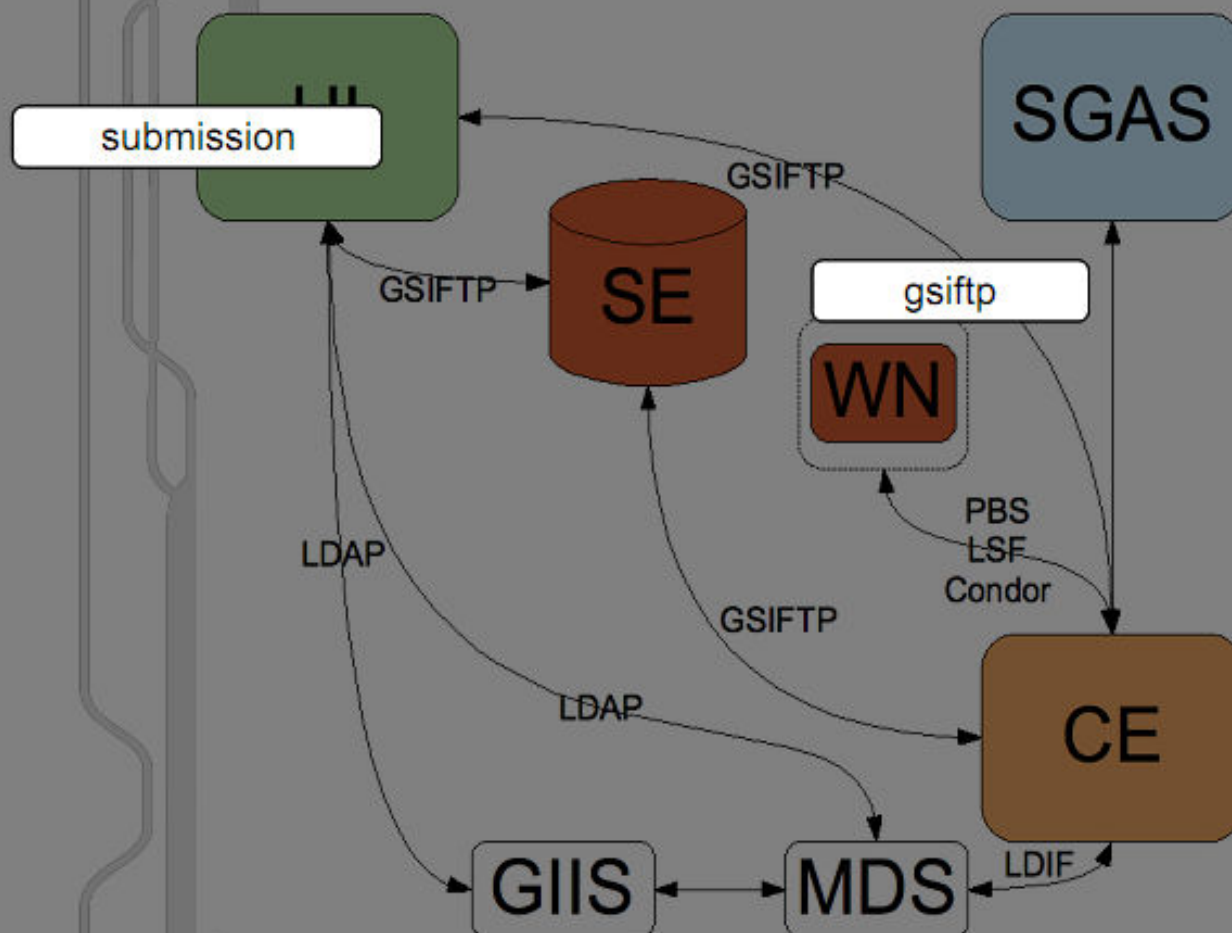 SGAS
submission
GSIFTP
SE
GSIFTP
gsiftp
WN
PBS
LSF
Condor
LDAP
GSIFTP
LDAP
CE
LDIF
GIIS
MDS